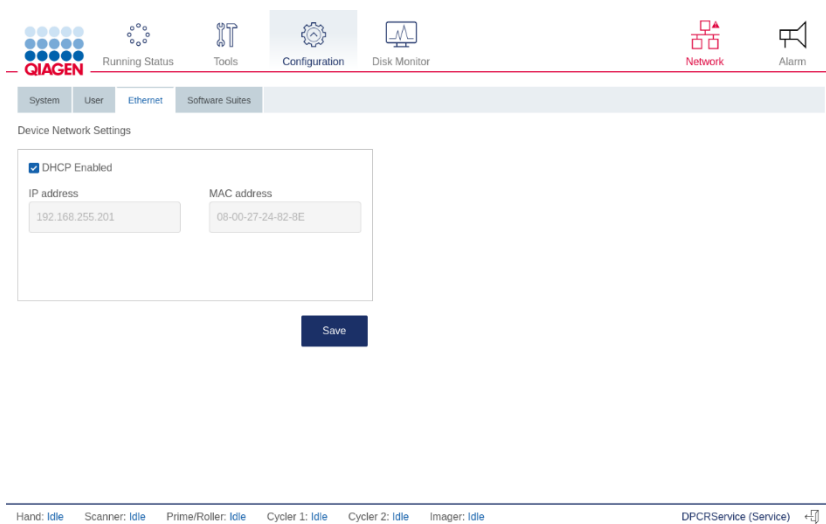 QIAGEN
Running Status Tools Configuration Disk Monitor Network Alarm
System User Ethernet Software Suites
Device Network Settings
DHCP Enabled
IP address MAC address
192.168.255.201 08-00-27-24-82-8E
Save
Hand: Idle Scanner: Idle Prime/Roller: Idle Cycler 1: Idle Cycler 2: Idle Imager: Idle DPCRService (Service)